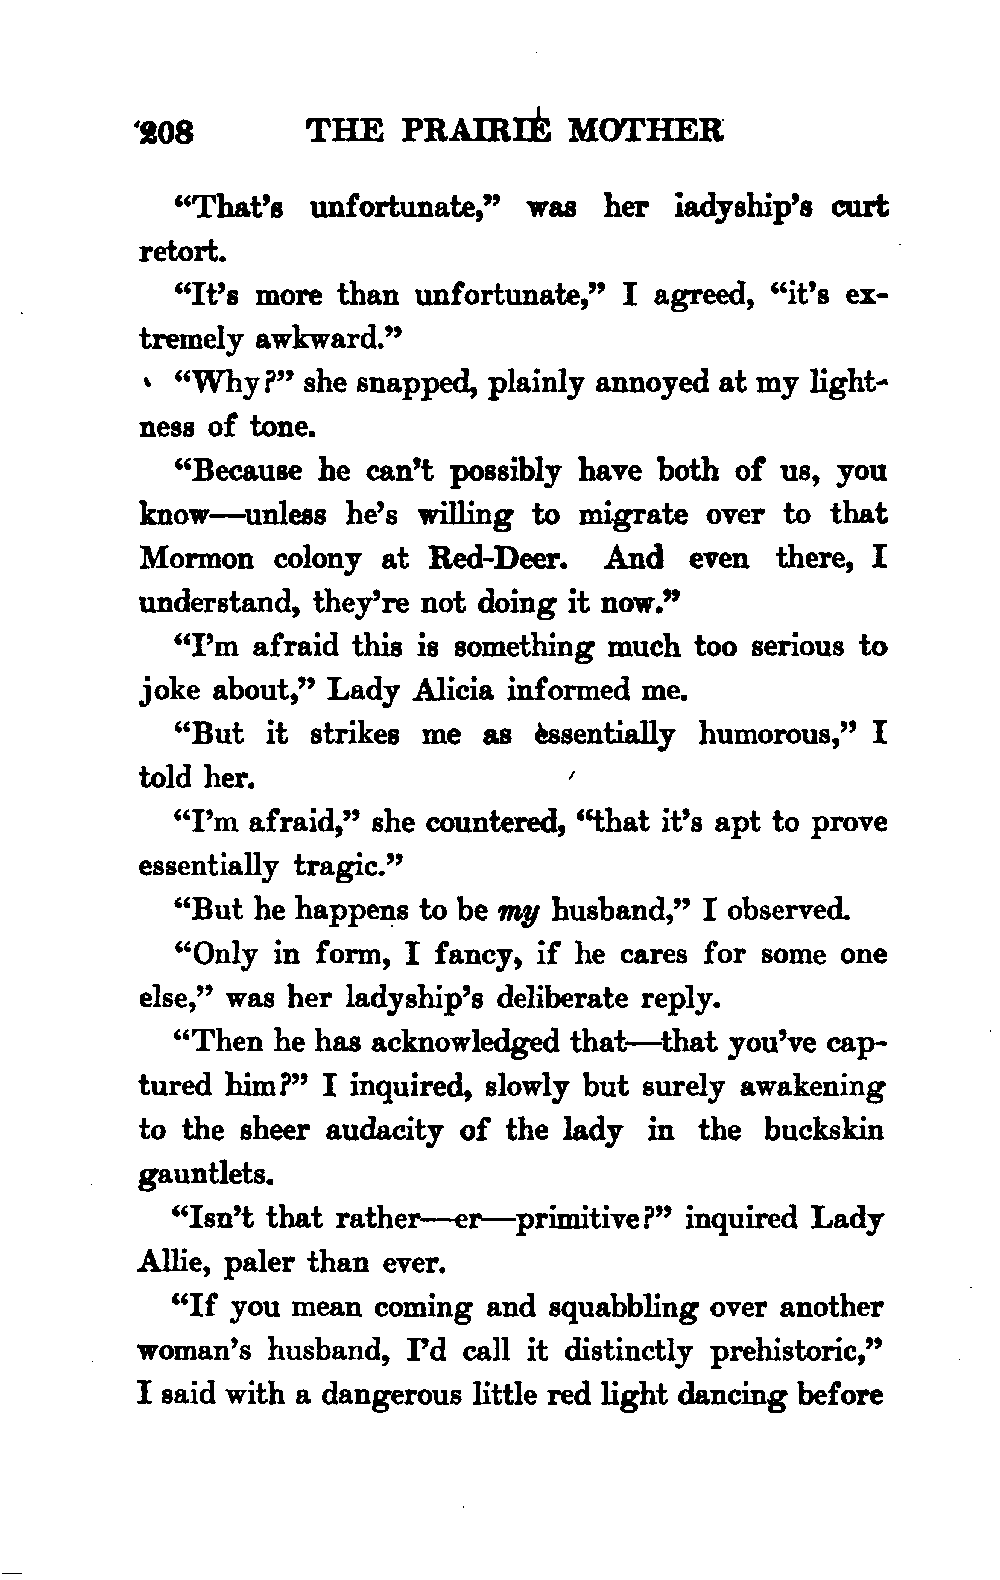 208 THE PRAIRIE MOTHER
“That’s unfortunate,” was her ladyship’s curt
retort.
“It’s more than unfortunate,” I agreed, “it’s ex-
tremely awkward.”
“Why?” she snapped, plainly annoyed at my light-
ness of tone.
“Because he can’t possibly have both of us, you
know—unless he’s willing to migrate over to that
Mormon colony at Red-Deer. And even there, I
understand, they’re not doing it now.”
“I’m afraid this is something much too serious to
joke about,” Lady Alicia informed me.
“But it strikes me as essentially humorous,” I
told her.
“I’m afraid,” she countered, “that it’s apt to prove
essentially tragic.”
“But he happens to be my husband,” I observed.
“Only in form, I fancy, if he cares for some one
else,” was her ladyship’s deliberate reply.
“Then he has acknowledged that—that you’ve cap-
tured him?” I inquired, slowly but surely awakening
to the sheer audacity of the lady in the buckskin
gauntlets.
“Isn’t that rather—er—primitive?” inquired Lady
Allie, paler than ever.
“If you mean coming and squabbling over another
woman’s husband, I’d call it distinctly prehistoric,”
I said with a dangerous little red light dancing before